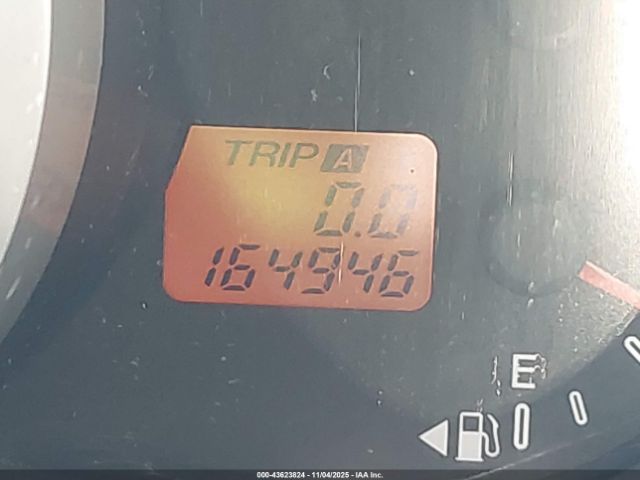 TRIP A
0.0
164946
E
000-43623824 - 11/04/2025 - IAA Inc.